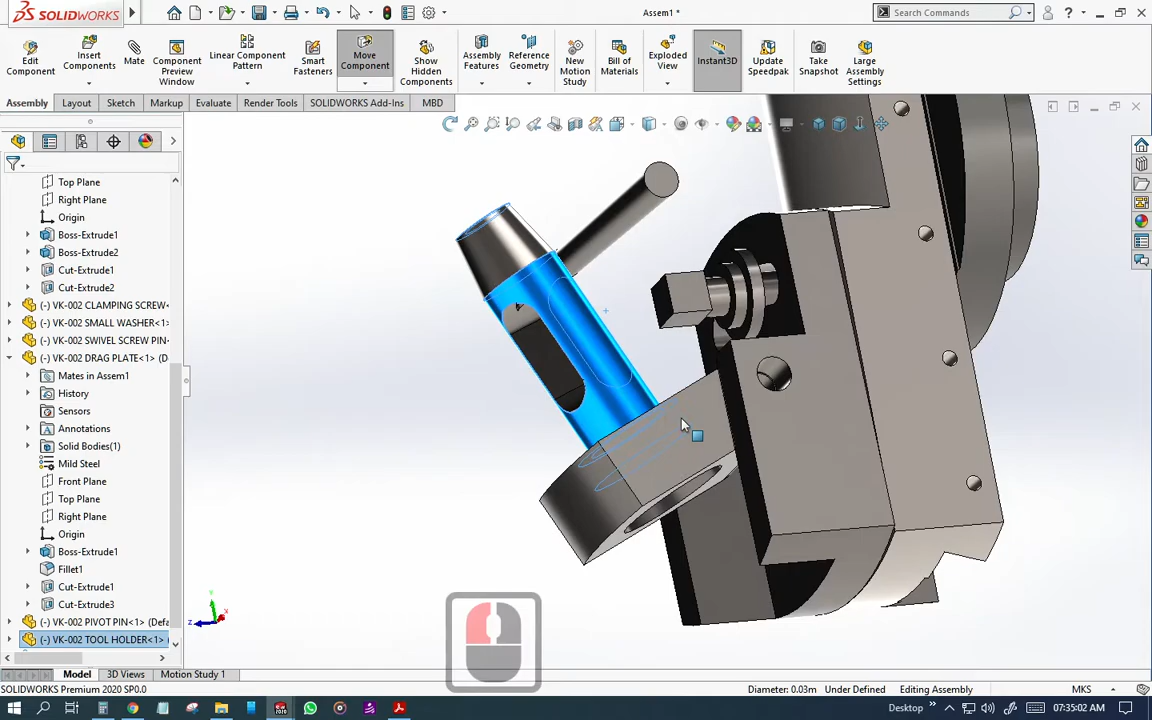 SOLIDWORKS
Assem1 *
Search Commands
Edit Component
Insert Components
Mate
Component Preview Window
Linear Component Pattern
Smart Fasteners
Move Component
Show Hidden Components
Assembly Features
Reference Geometry
New Motion Study
Bill of Materials
Exploded View
Instant3D
Update Speedpak
Take Snapshot
Large Assembly Settings
Assembly
Layout
Sketch
Markup
Evaluate
Render Tools
SOLIDWORKS Add-Ins
MBD
Top Plane
Right Plane
Origin
Boss-Extrude1
Boss-Extrude2
Cut-Extrude1
Cut-Extrude2
(-) VK-002 CLAMPING SCREW<
(-) VK-002 SMALL WASHER<1>
(-) VK-002 SWIVEL SCREW PIN<
(-) VK-002 DRAG PLATE<1> (D
Mates in Assem1
History
Sensors
Annotations
Solid Bodies(1)
Mild Steel
Front Plane
Top Plane
Right Plane
Origin
Boss-Extrude1
Fillet1
Cut-Extrude1
Cut-Extrude3
(-) VK-002 PIVOT PIN<1> (Defa
(-) VK-002 TOOL HOLDER<1> (
Y
X
Z
Model
3D Views
Motion Study 1
SOLIDWORKS Premium 2020 SP0.0
Diameter: 0.03m
Under Defined
Editing Assembly
MKS
Desktop
07:35:02 AM